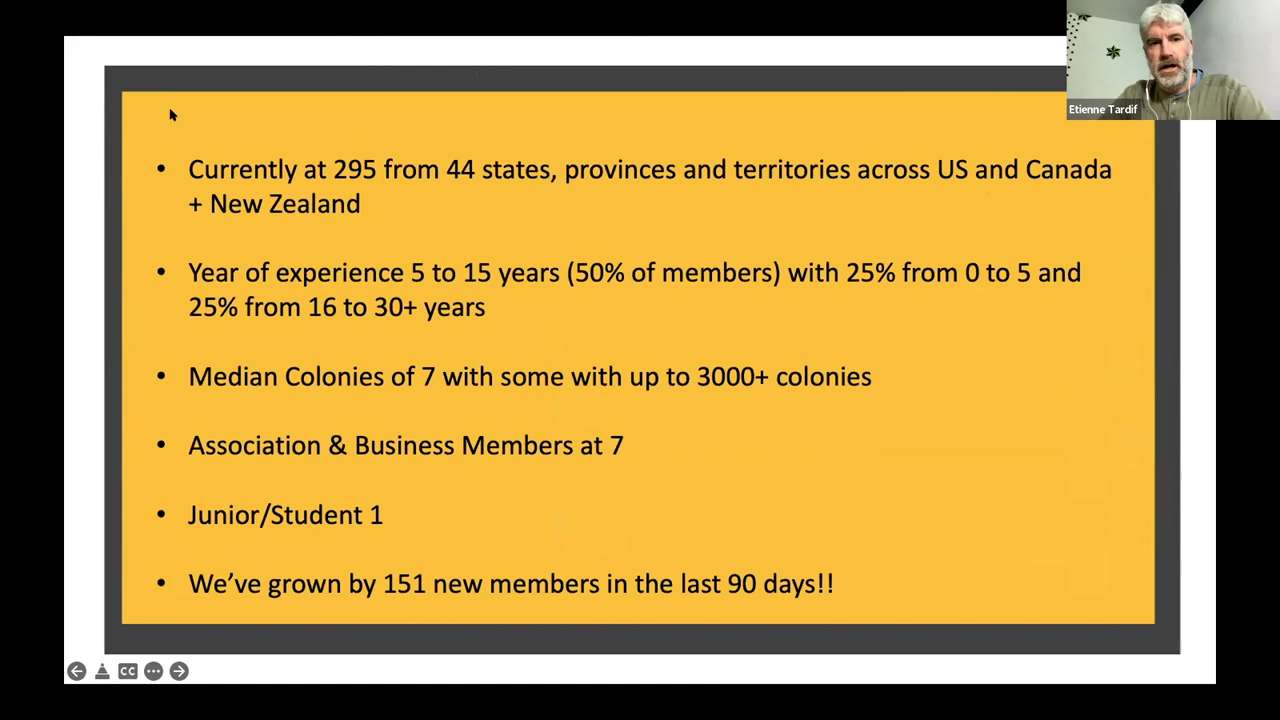 Etienne Tardif
• Currently at 295 from 44 states, provinces and territories across US and Canada
+ New Zealand
• Year of experience 5 to 15 years (50% of members) with 25% from 0 to 5 and
25% from 16 to 30+ years
• Median Colonies of 7 with some with up to 3000+ colonies
• Association & Business Members at 7
• Junior/Student 1
• We’ve grown by 151 new members in the last 90 days!!
CC